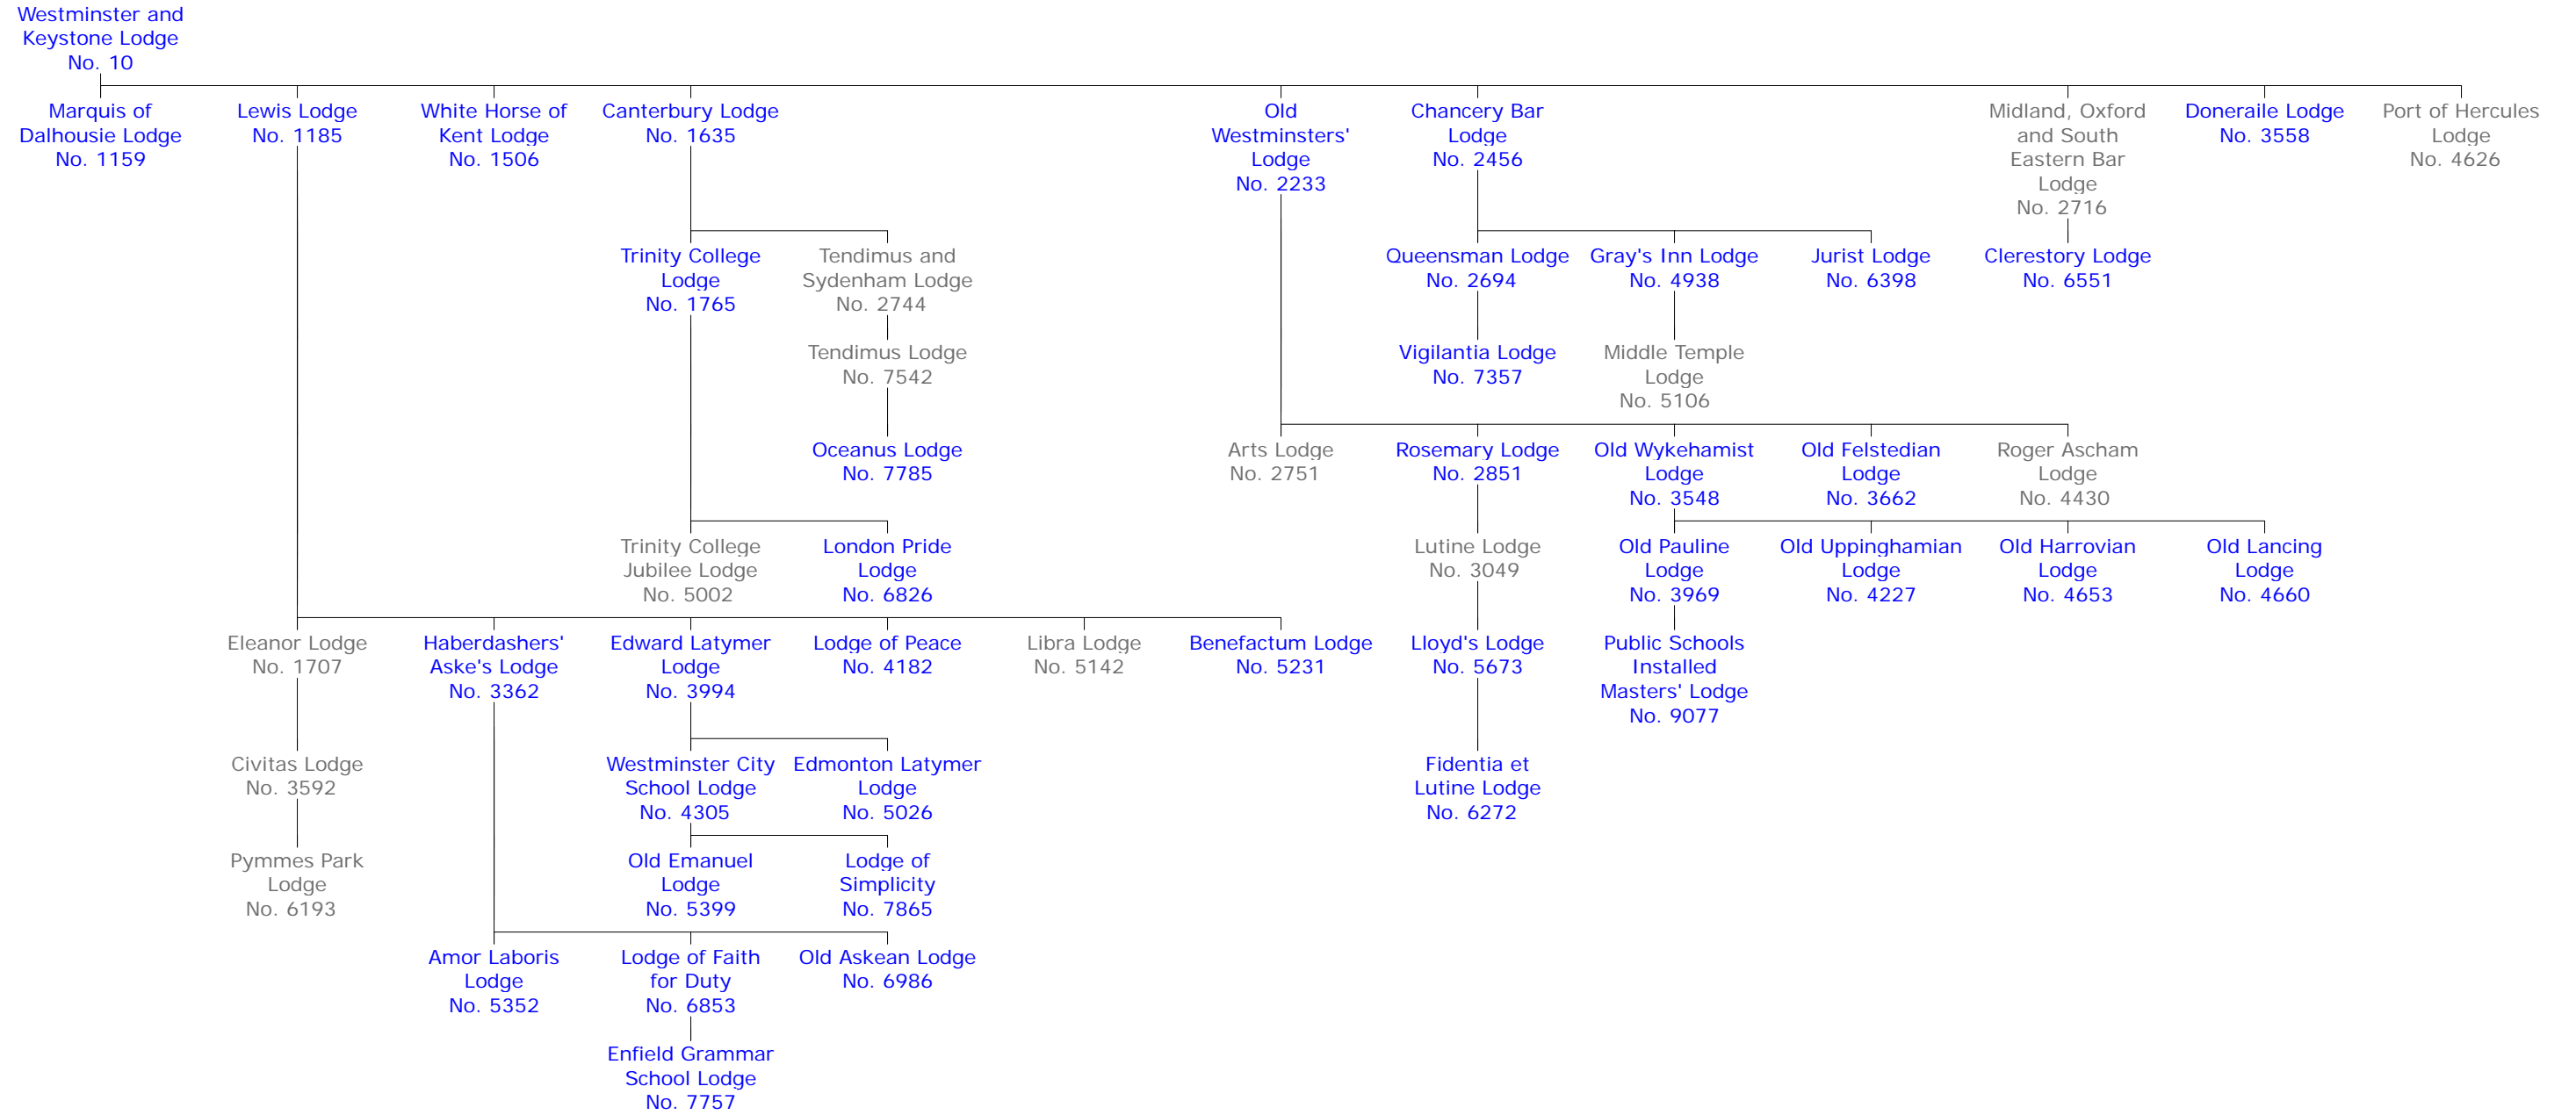 Westminster and
Keystone Lodge
No. 10
Marquis of
Dalhousie Lodge
No. 1159
Lewis Lodge
No. 1185
White Horse of
Kent Lodge
No. 1506
Canterbury Lodge
No. 1635
Old
Westminsters'
Lodge
No. 2233
Chancery Bar
Lodge
No. 2456
Midland, Oxford
and South
Eastern Bar
Lodge
No. 2716
Doneraile Lodge
No. 3558
Port of Hercules
Lodge
No. 4626
Trinity College
Lodge
No. 1765
Tendimus and
Sydenham Lodge
No. 2744
Queensman Lodge
No. 2694
Gray's Inn Lodge
No. 4938
Jurist Lodge
No. 6398
Clerestory Lodge
No. 6551
Tendimus Lodge
No. 7542
Vigilantia Lodge
No. 7357
Middle Temple
Lodge
No. 5106
Oceanus Lodge
No. 7785
Arts Lodge
No. 2751
Rosemary Lodge
No. 2851
Old Wykehamist
Lodge
No. 3548
Old Felstedian
Lodge
No. 3662
Roger Ascham
Lodge
No. 4430
Trinity College
Jubilee Lodge
No. 5002
London Pride
Lodge
No. 6826
Lutine Lodge
No. 3049
Old Pauline
Lodge
No. 3969
Old Uppinghamian
Lodge
No. 4227
Old Harrovian
Lodge
No. 4653
Old Lancing
Lodge
No. 4660
Eleanor Lodge
No. 1707
Haberdashers'
Aske's Lodge
No. 3362
Edward Latymer
Lodge
No. 3994
Lodge of Peace
No. 4182
Libra Lodge
No. 5142
Benefactum Lodge
No. 5231
Lloyd's Lodge
No. 5673
Public Schools
Installed
Masters' Lodge
No. 9077
Civitas Lodge
No. 3592
Westminster City
School Lodge
No. 4305
Edmonton Latymer
Lodge
No. 5026
Fidentia et
Lutine Lodge
No. 6272
Pymmes Park
Lodge
No. 6193
Old Emanuel
Lodge
No. 5399
Lodge of
Simplicity
No. 7865
Amor Laboris
Lodge
No. 5352
Lodge of Faith
for Duty
No. 6853
Old Askean Lodge
No. 6986
Enfield Grammar
School Lodge
No. 7757